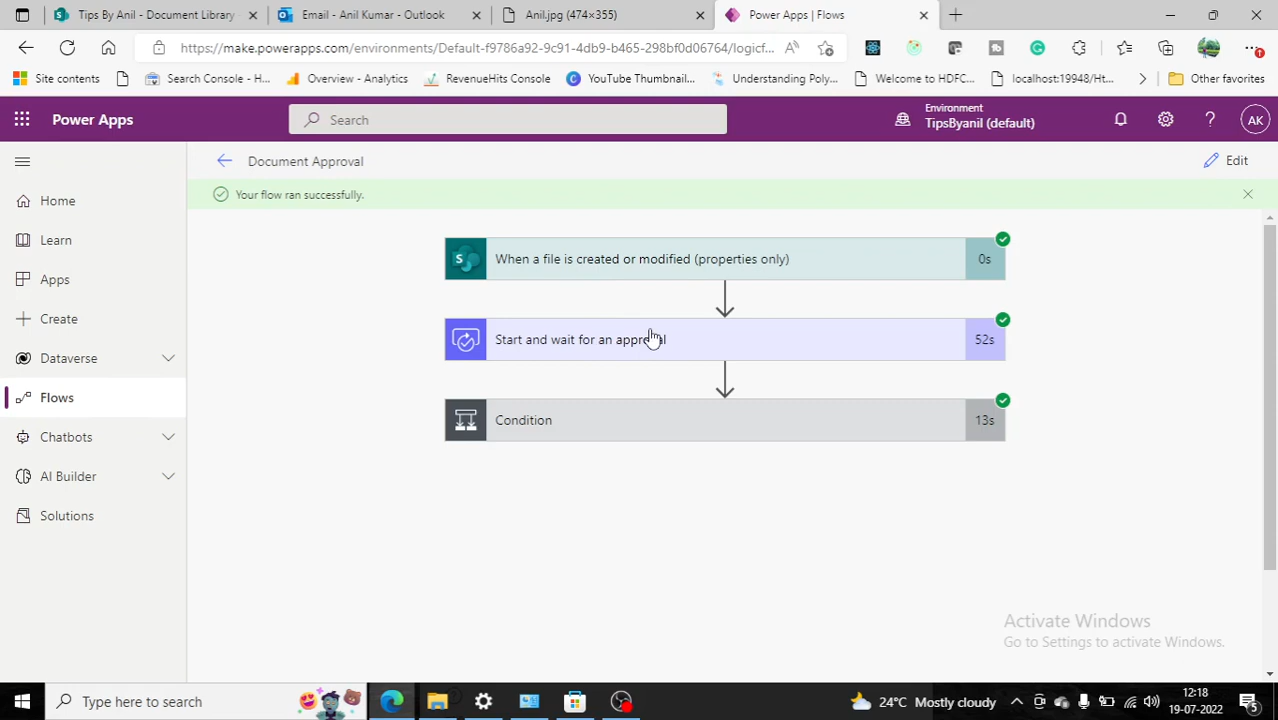 Tips By Anil - Document Library
Email - Anil Kumar - Outlook
Anil.jpg (474×355)
Power Apps | Flows
https://make.powerapps.com/environments/Default-f9786a92-9c91-4db9-b465-298bf0d06764/logicf...
Site contents
Search Console - H...
Overview - Analytics
RevenueHits Console
YouTube Thumbnail...
Understanding Poly...
Welcome to HDFC...
localhost:19948/Ht...
Other favorites
Power Apps
Search
Environment
TipsByanil (default)
AK
Document Approval
Edit
Your flow ran successfully.
Home
Learn
Apps
Create
Dataverse
Flows
Chatbots
AI Builder
Solutions
S
When a file is created or modified (properties only)
0s
Start and wait for an approval
52s
Condition
13s
Activate Windows
Go to Settings to activate Windows.
Type here to search
24°C Mostly cloudy
12:18
19-07-2022
5